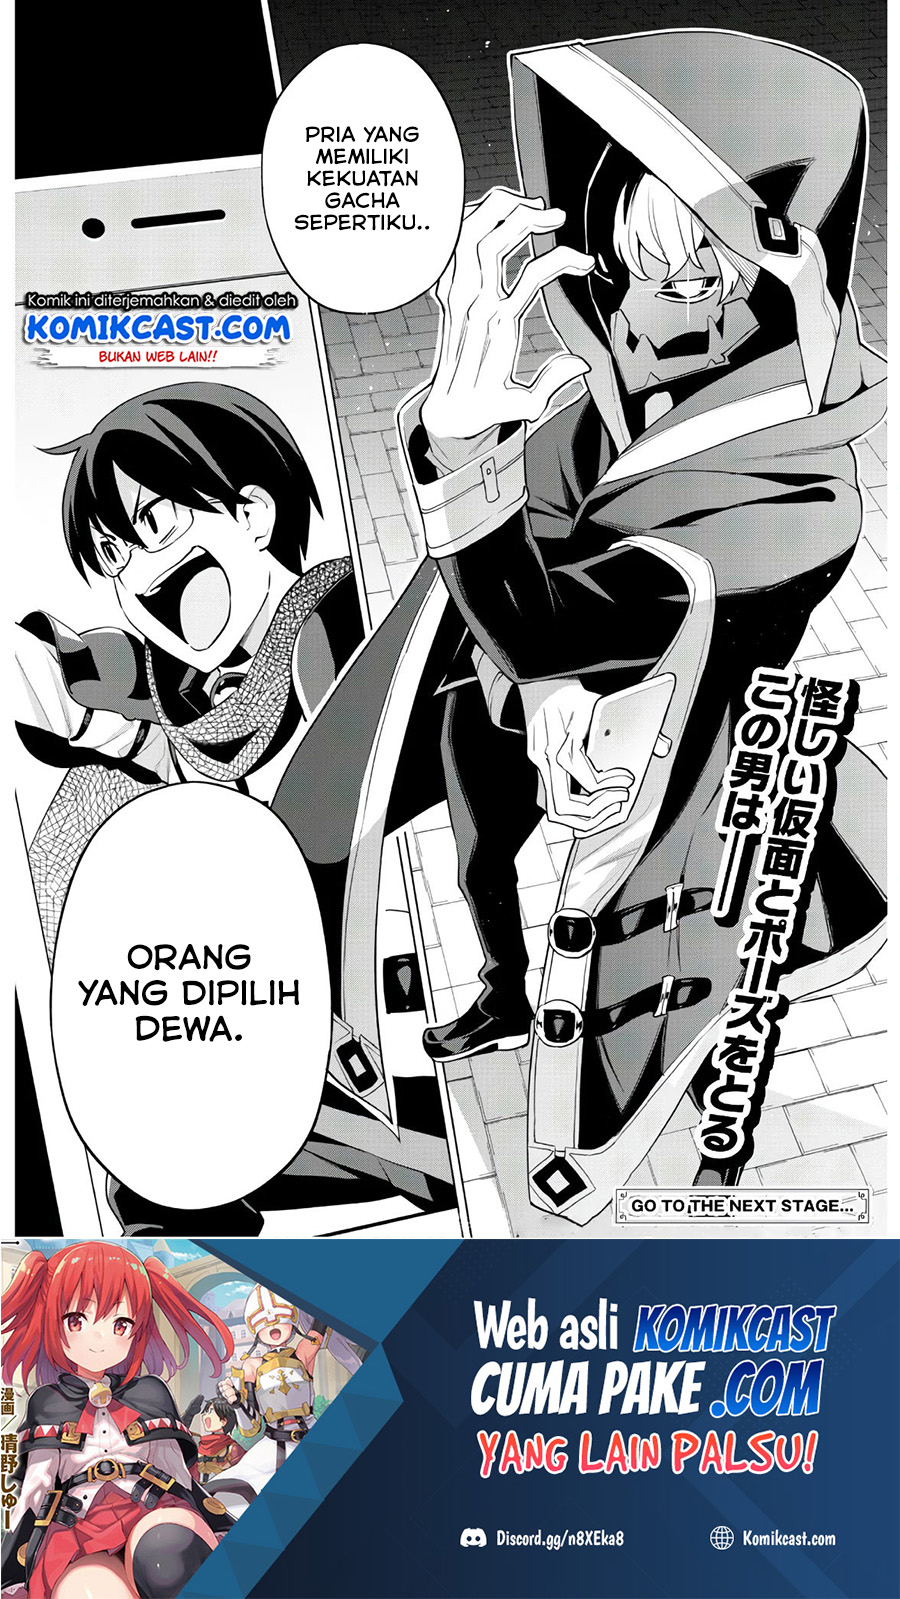 PRIA YANG
MEMILIKI
KEKUATAN
GACHA
SEPERTIKU..
Komik ini diterjemahkan & diedit oleh
KOMIKCAST.COM
BUKAN WEB LAIN!!
怪しい仮面とポーズをとる
この男は――
ORANG
YANG DIPILIH
DEWA.
GO TO THE NEXT STAGE...
漫画/晴野しゅー
Web asli KOMIKCAST
CUMA PAKE .COM
YANG LAIN PALSU!
Discord.gg/n8XEka8
Komikcast.com